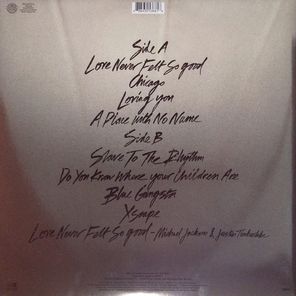 Side A
Love Never Felt So Good
Chicago
Loving You
A Place with No Name
Side B
Slave To The Rhythm
Do You Know Where Your Children Are
Blue Gangsta
Xscape
Love Never Felt So Good - Michael Jackson & Justin Timberlake